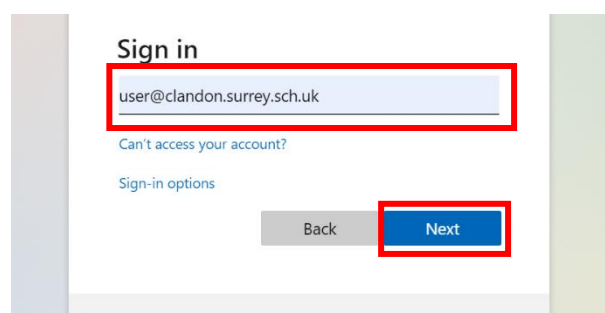 Sign in
user@clandon.surrey.sch.uk
Can't access your account?
Sign-in options
Back Next